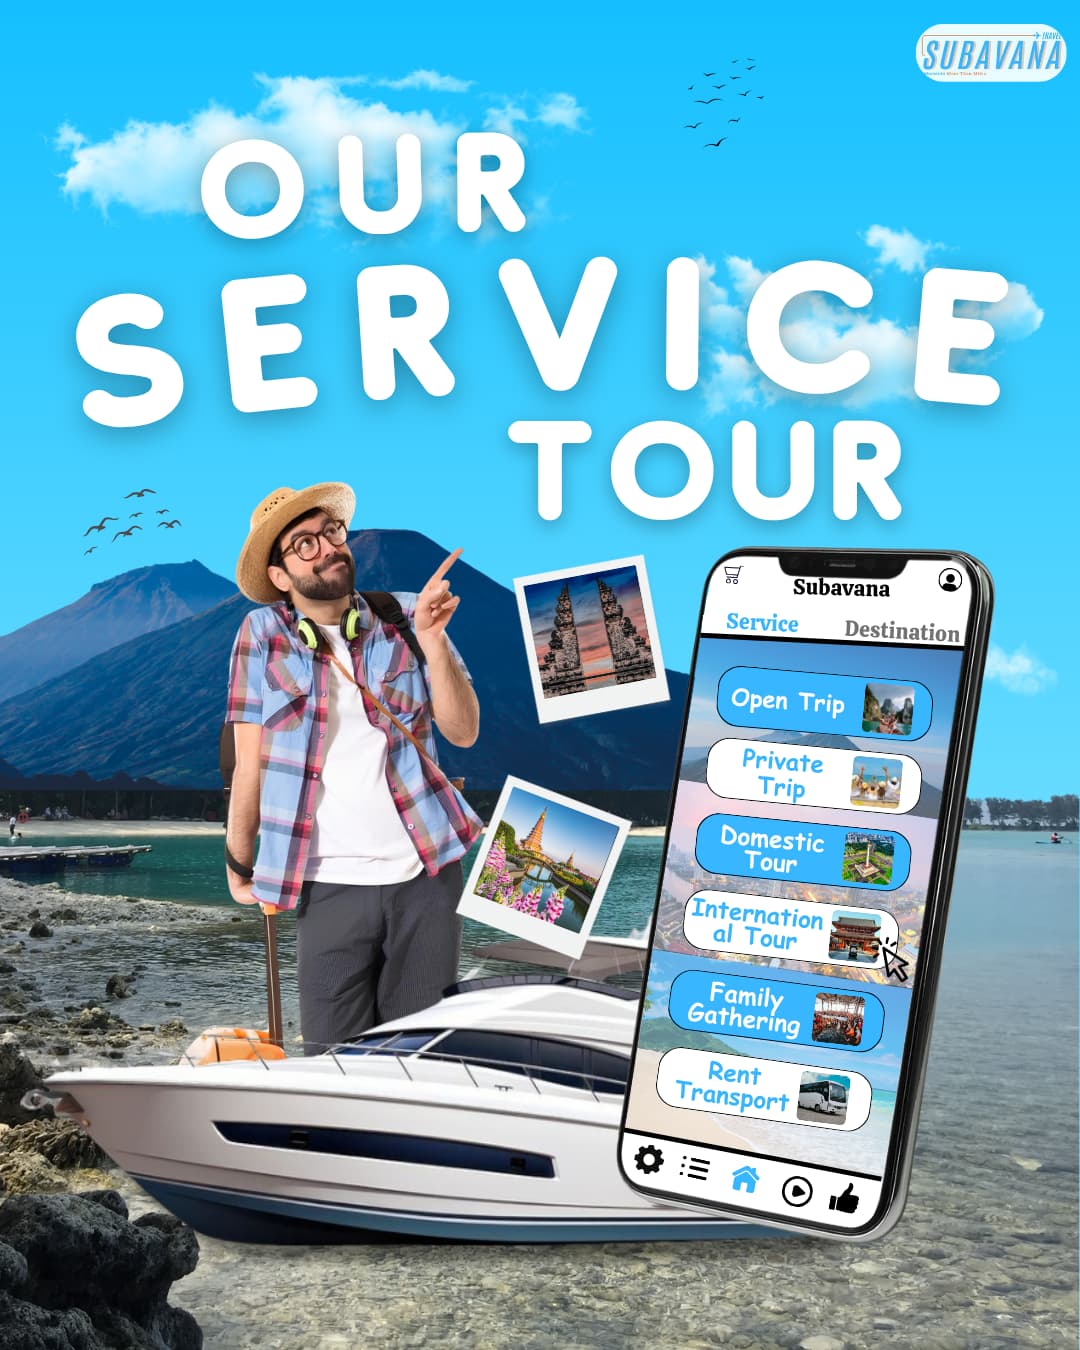 TRAVEL
SUBAVANA
OUR
SERVICE
TOUR
Subavana
Service
Destination
Open Trip
Private
Trip
Domestic
Tour
Internation
al Tour
Family
Gathering
Rent
Transport